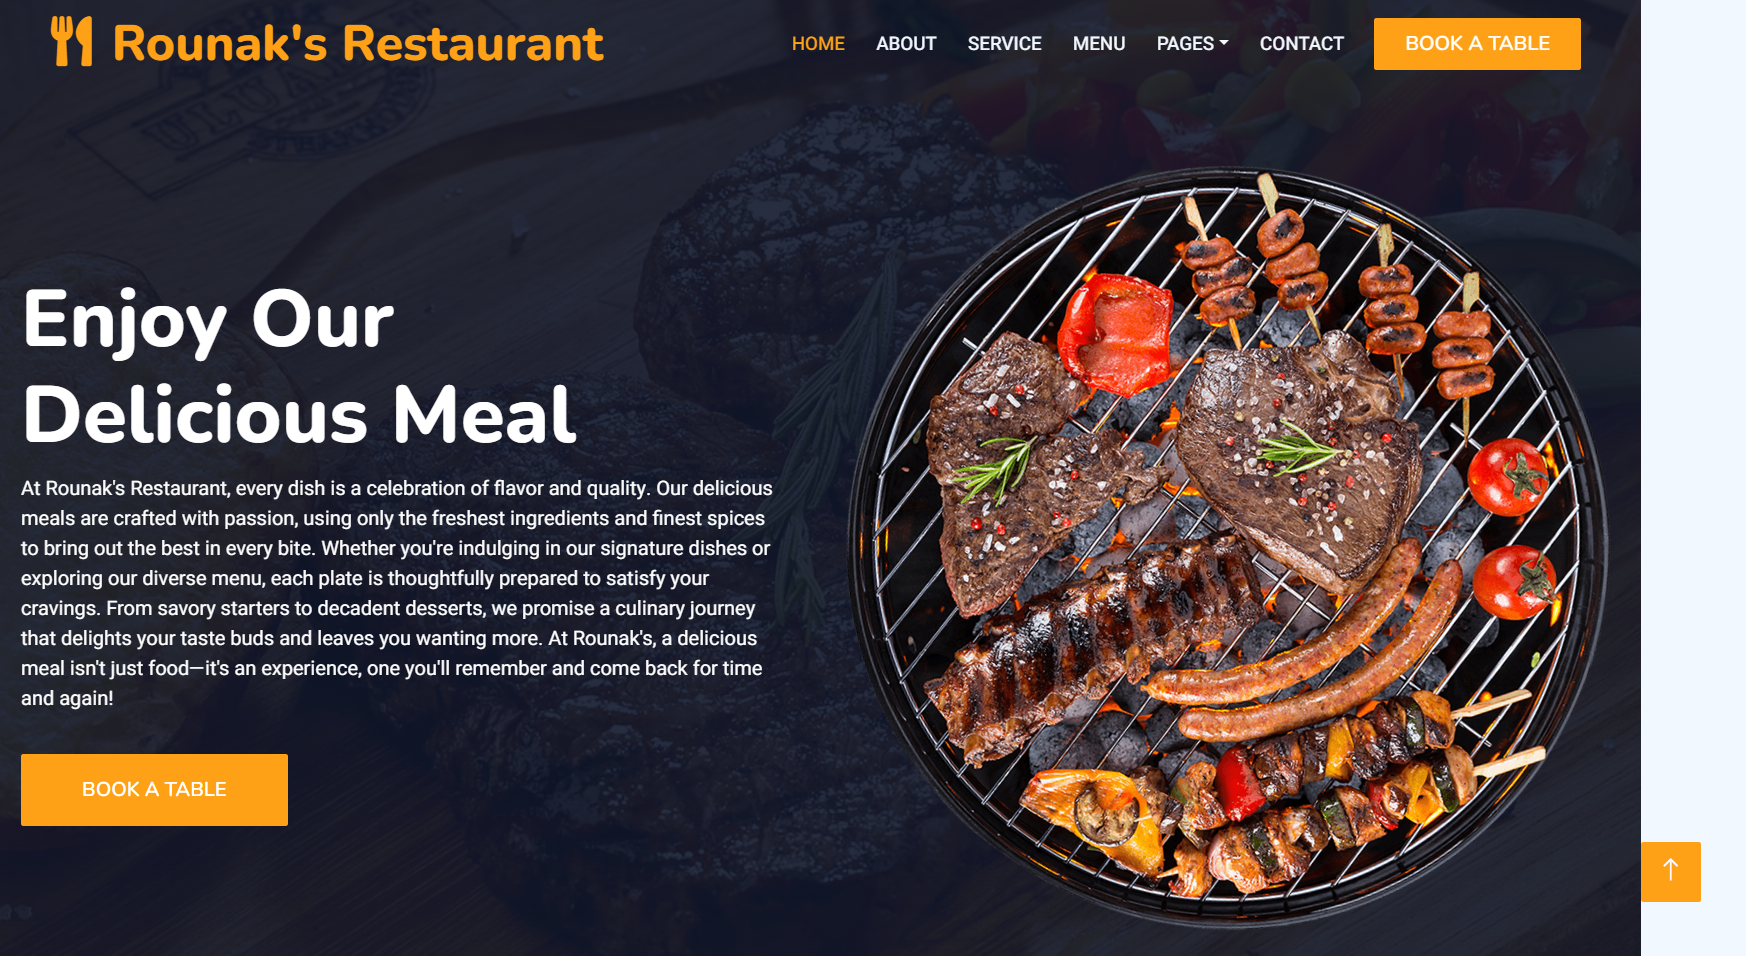 Rounak's Restaurant
HOME ABOUT SERVICE MENU PAGES CONTACT BOOK A TABLE
Enjoy Our
Delicious Meal
At Rounak's Restaurant, every dish is a celebration of flavor and quality. Our delicious
meals are crafted with passion, using only the freshest ingredients and finest spices
to bring out the best in every bite. Whether you're indulging in our signature dishes or
exploring our diverse menu, each plate is thoughtfully prepared to satisfy your
cravings. From savory starters to decadent desserts, we promise a culinary journey
that delights your taste buds and leaves you wanting more. At Rounak's, a delicious
meal isn't just food—it's an experience, one you'll remember and come back for time
and again!
BOOK A TABLE